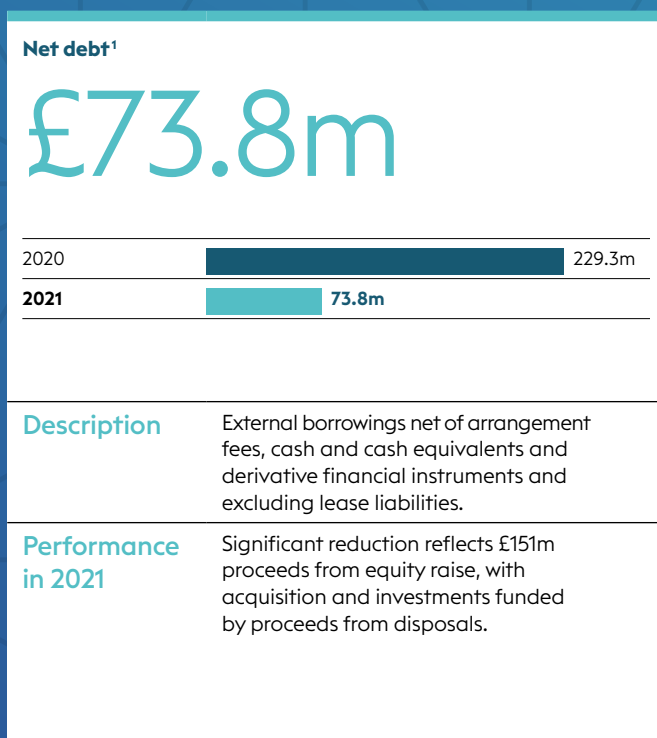 Net debt¹
£73.8m
2020 229.3m
2021 73.8m
Description
External borrowings net of arrangement
fees, cash and cash equivalents and
derivative financial instruments and
excluding lease liabilities.
Performance
in 2021
Significant reduction reflects £151m
proceeds from equity raise, with
acquisition and investments funded
by proceeds from disposals.